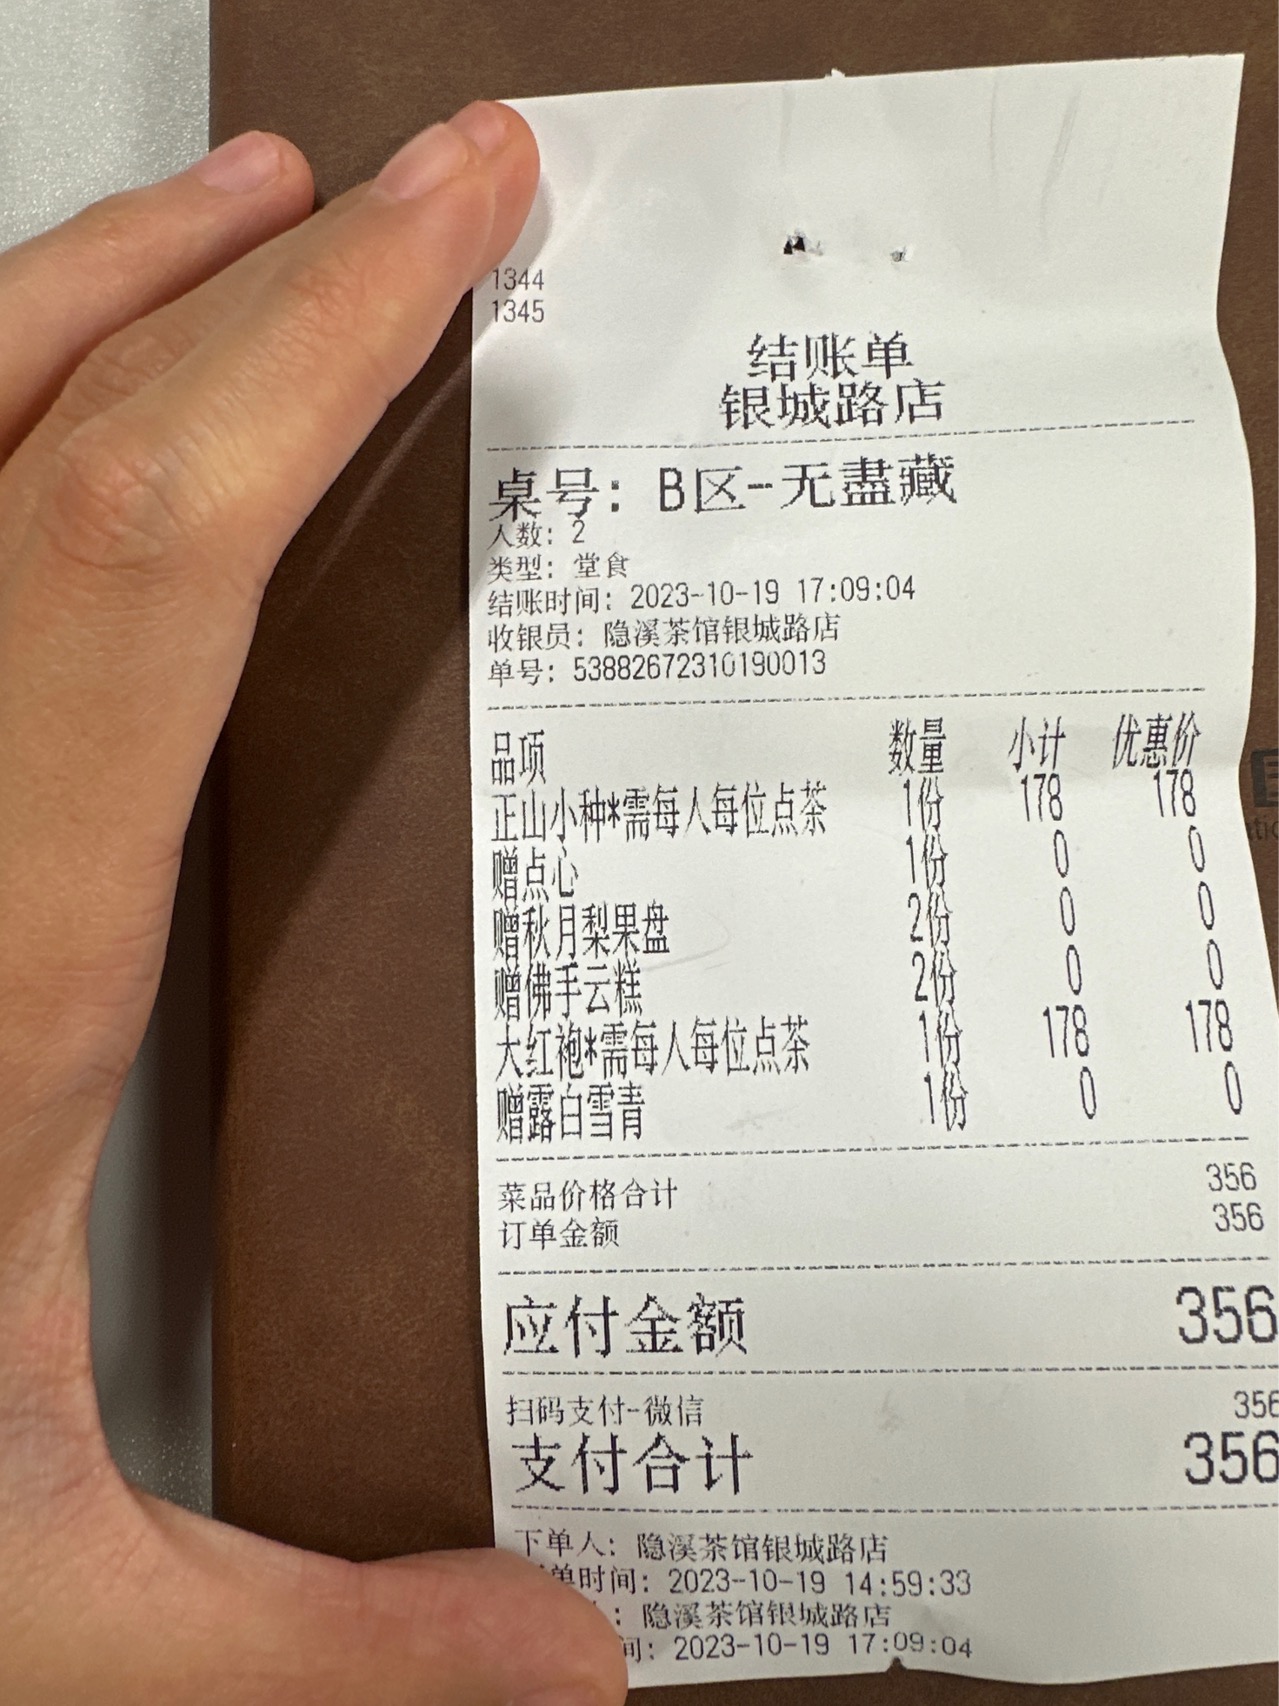 1344
1345
结账单
银城路店
桌号：B区-无盡藏
人数：2
类型：堂食
结账时间：2023-10-19 17:09:04
收银员：隐溪茶馆银城路店
单号：53882672310190013
品项 数量 小计 优惠价
正山小种*需每人每位点茶 1份 178 178
赠点心 1份 0 0
赠秋月梨果盘 2份 0 0
赠佛手云糕 2份 0 0
大红袍*需每人每位点茶 1份 178 178
赠露白雪青 1份 0 0
菜品价格合计 356
订单金额 356
应付金额 356
扫码支付-微信 356
支付合计 356
下单人：隐溪茶馆银城路店
单时间：2023-10-19 14:59:33
：隐溪茶馆银城路店
间：2023-10-19 17:09:04